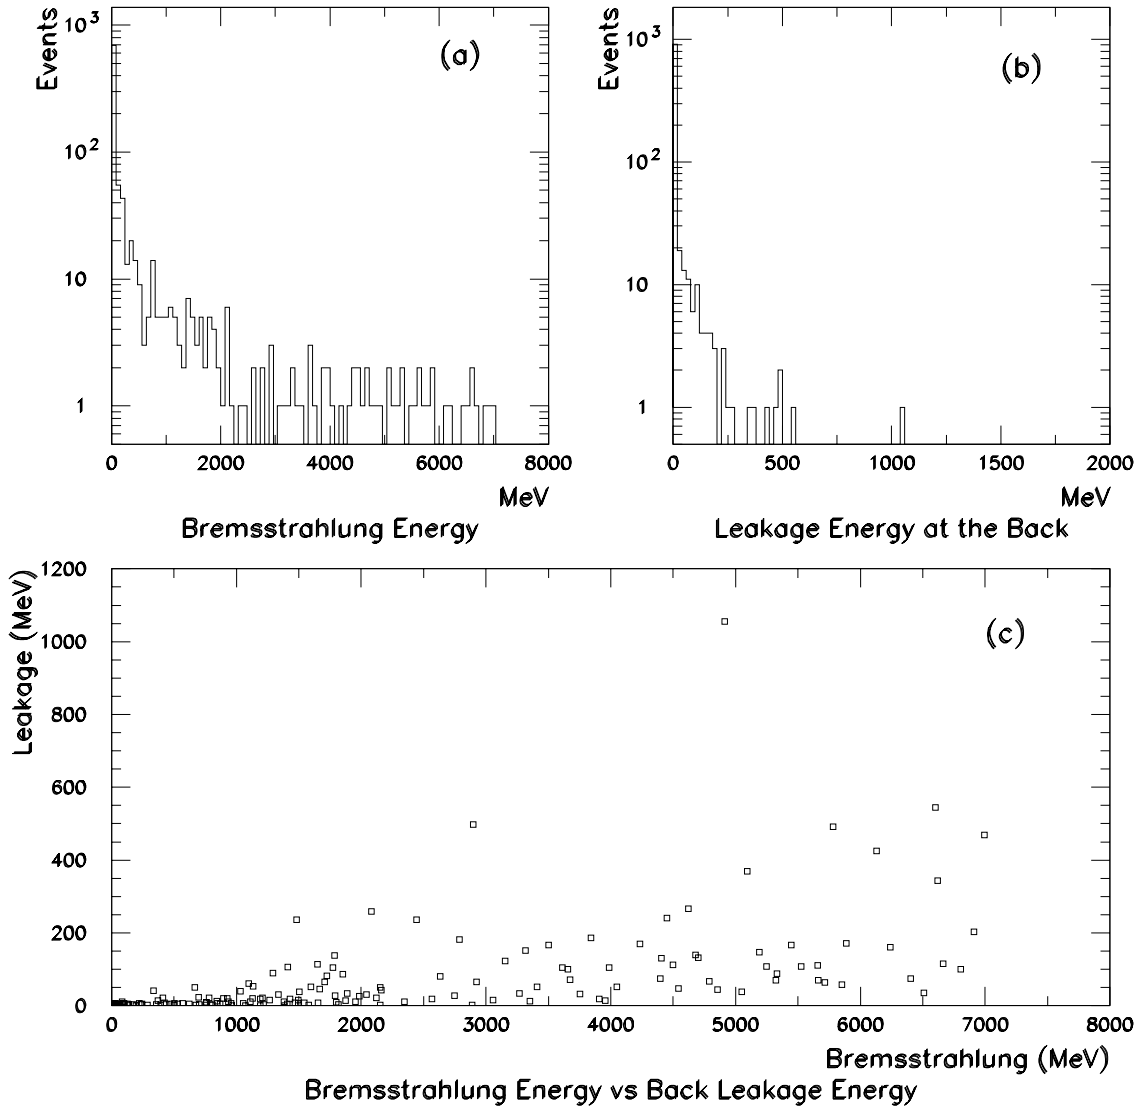 Events
10³
10²
10
1
(a)
0 2000 4000 6000 8000
MeV
Bremsstrahlung Energy
Events
10³
10²
10
1
(b)
0 500 1000 1500 2000
MeV
Leakage Energy at the Back
Leakage (MeV)
1200
1000
800
600
400
200
0
(c)
0 1000 2000 3000 4000 5000 6000 7000 8000
Bremsstrahlung (MeV)
Bremsstrahlung Energy vs Back Leakage Energy